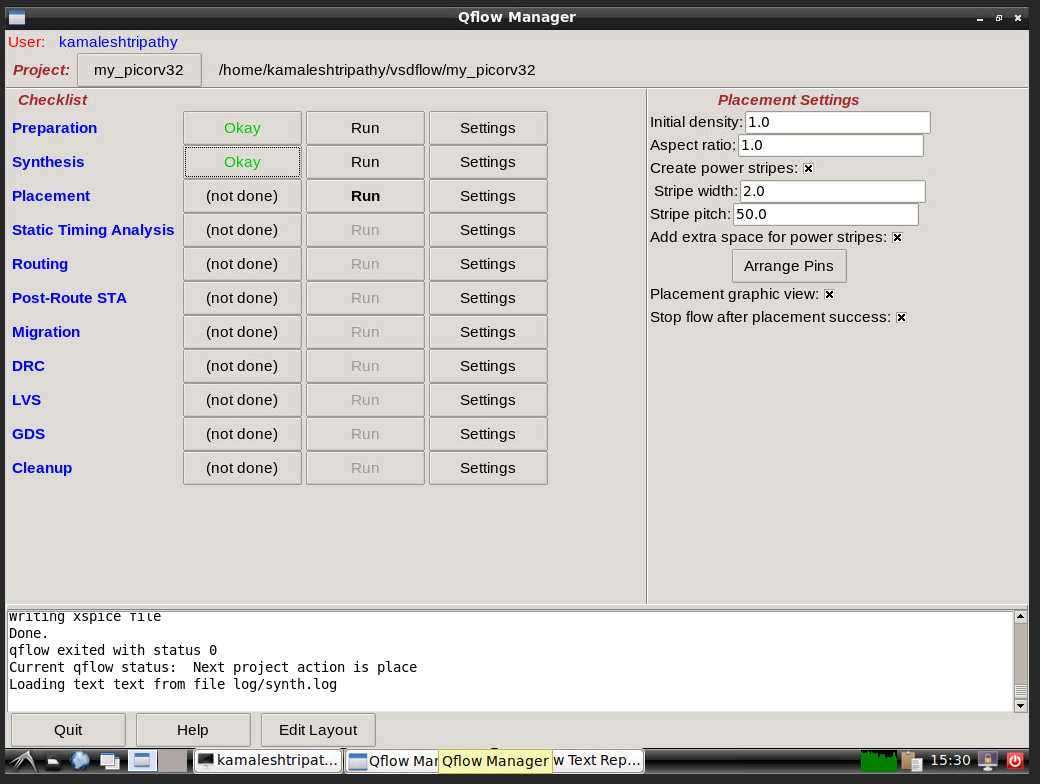 Qflow Manager
User: kamaleshtripathy
Project: my_picorv32 /home/kamaleshtripathy/vsdflow/my_picorv32
Checklist
Preparation Okay Run Settings
Synthesis Okay Run Settings
Placement (not done) Run Settings
Static Timing Analysis (not done) Run Settings
Routing (not done) Run Settings
Post-Route STA (not done) Run Settings
Migration (not done) Run Settings
DRC (not done) Run Settings
LVS (not done) Run Settings
GDS (not done) Run Settings
Cleanup (not done) Run Settings
Placement Settings
Initial density: 1.0
Aspect ratio: 1.0
Create power stripes:
Stripe width: 2.0
Stripe pitch: 50.0
Add extra space for power stripes:
Arrange Pins
Placement graphic view:
Stop flow after placement success:
Writing xspice file
Done.
qflow exited with status 0
Current qflow status:  Next project action is place
Loading text text from file log/synth.log
Quit Help Edit Layout
kamaleshtripat... Qflow Mar Qflow Manager w Text Rep... 15:30